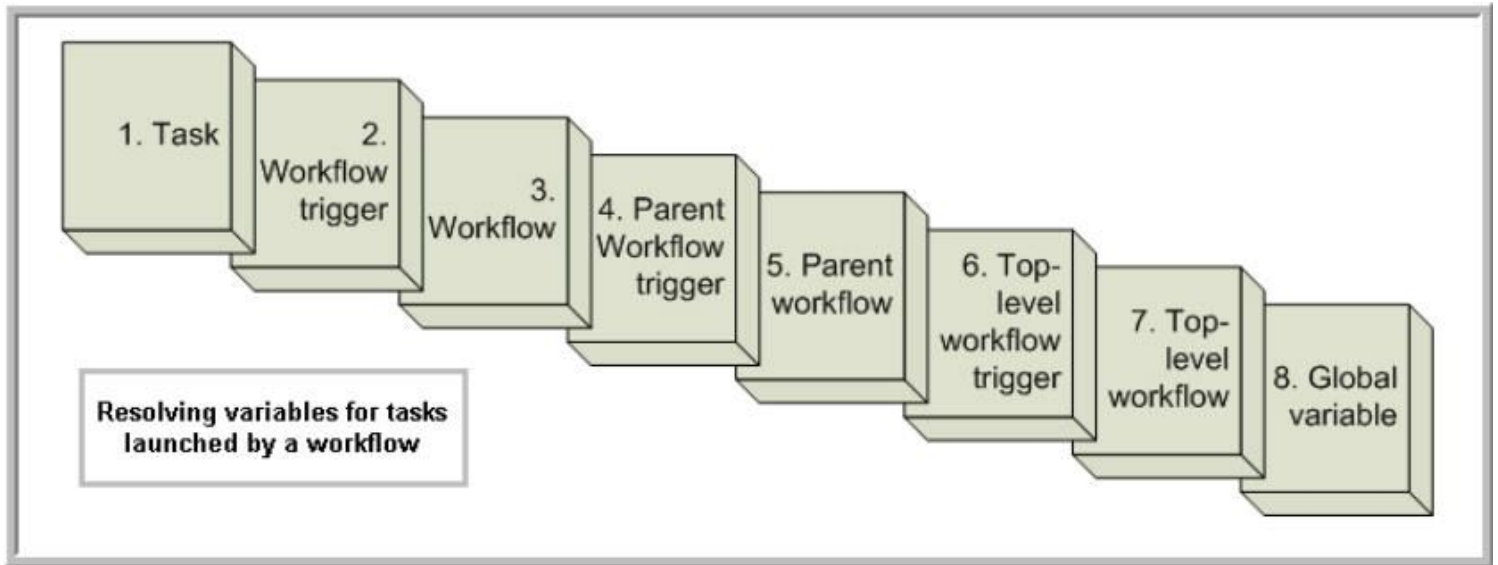 1. Task
2.
Workflow
trigger
3.
Workflow
4. Parent
Workflow
trigger
5. Parent
workflow
6. Top-
level
workflow
trigger
7. Top-
level
workflow
8. Global
variable
Resolving variables for tasks
launched by a workflow